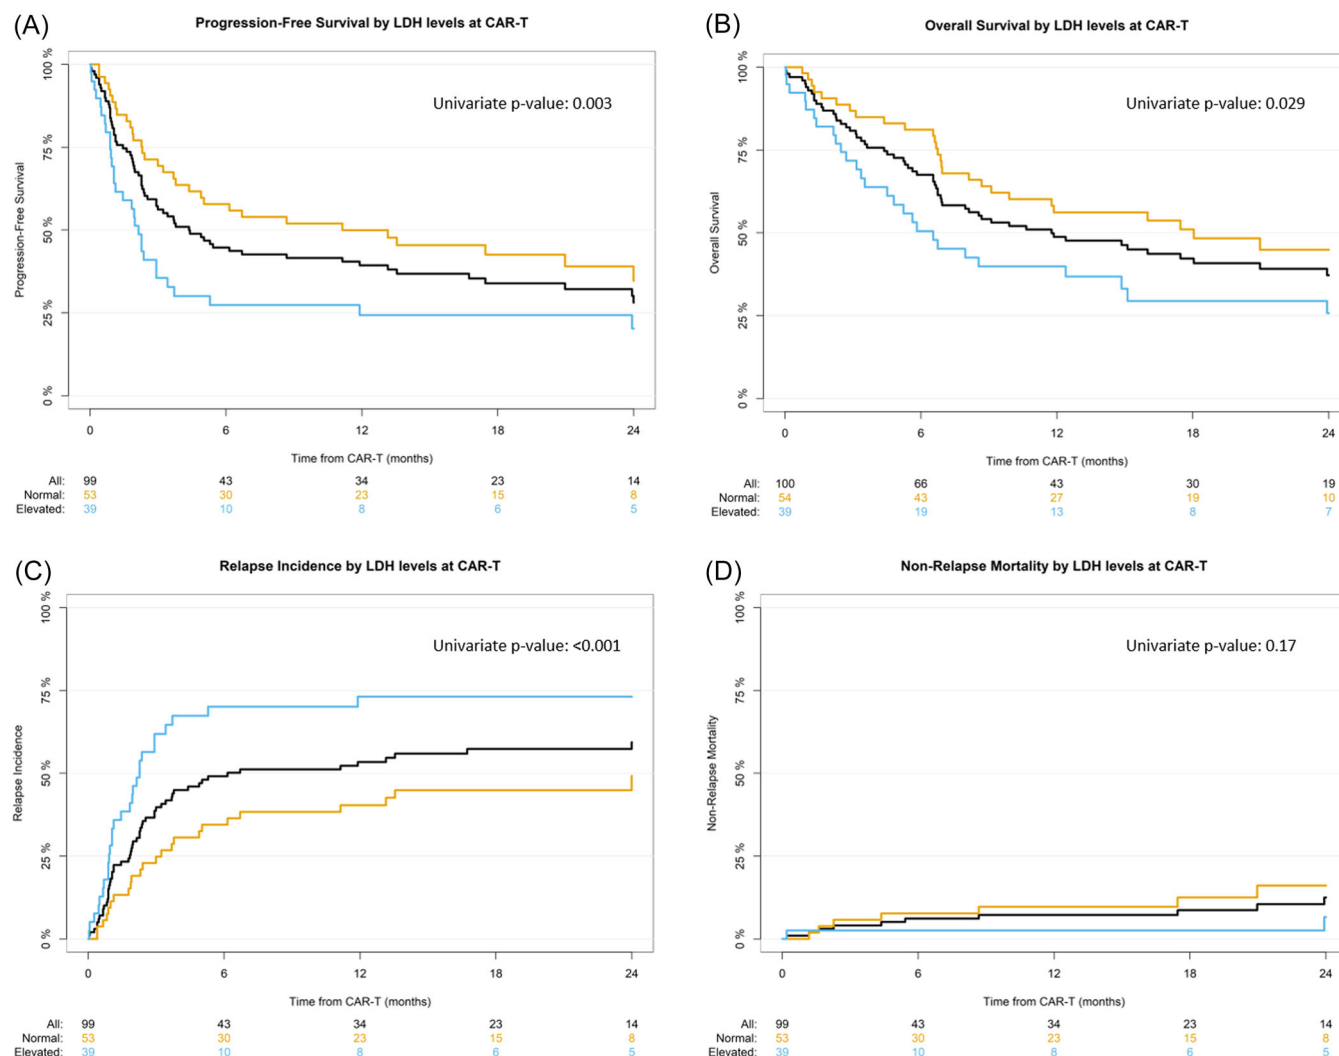 (A)
Progression-Free Survival by LDH levels at CAR-T
Univariate p-value: 0.003
Progression-Free Survival
100 %
75 %
50 %
25 %
0 %
0 6 12 18 24
Time from CAR-T (months)
All: 99 43 34 23 14
Normal: 53 30 23 15 8
Elevated: 39 10 8 6 5
(B)
Overall Survival by LDH levels at CAR-T
Univariate p-value: 0.029
Overall Survival
100 %
75 %
50 %
25 %
0 %
0 6 12 18 24
Time from CAR-T (months)
All: 100 66 43 30 19
Normal: 54 43 27 19 10
Elevated: 39 19 13 8 7
(C)
Relapse Incidence by LDH levels at CAR-T
Univariate p-value: <0.001
Relapse Incidence
100 %
75 %
50 %
25 %
0 %
0 6 12 18 24
Time from CAR-T (months)
All: 99 43 34 23 14
Normal: 53 30 23 15 8
Elevated: 39 10 8 6 5
(D)
Non-Relapse Mortality by LDH levels at CAR-T
Univariate p-value: 0.17
Non-Relapse Mortality
100 %
75 %
50 %
25 %
0 %
0 6 12 18 24
Time from CAR-T (months)
All: 99 43 34 23 14
Normal: 53 30 23 15 8
Elevated: 39 10 8 6 5